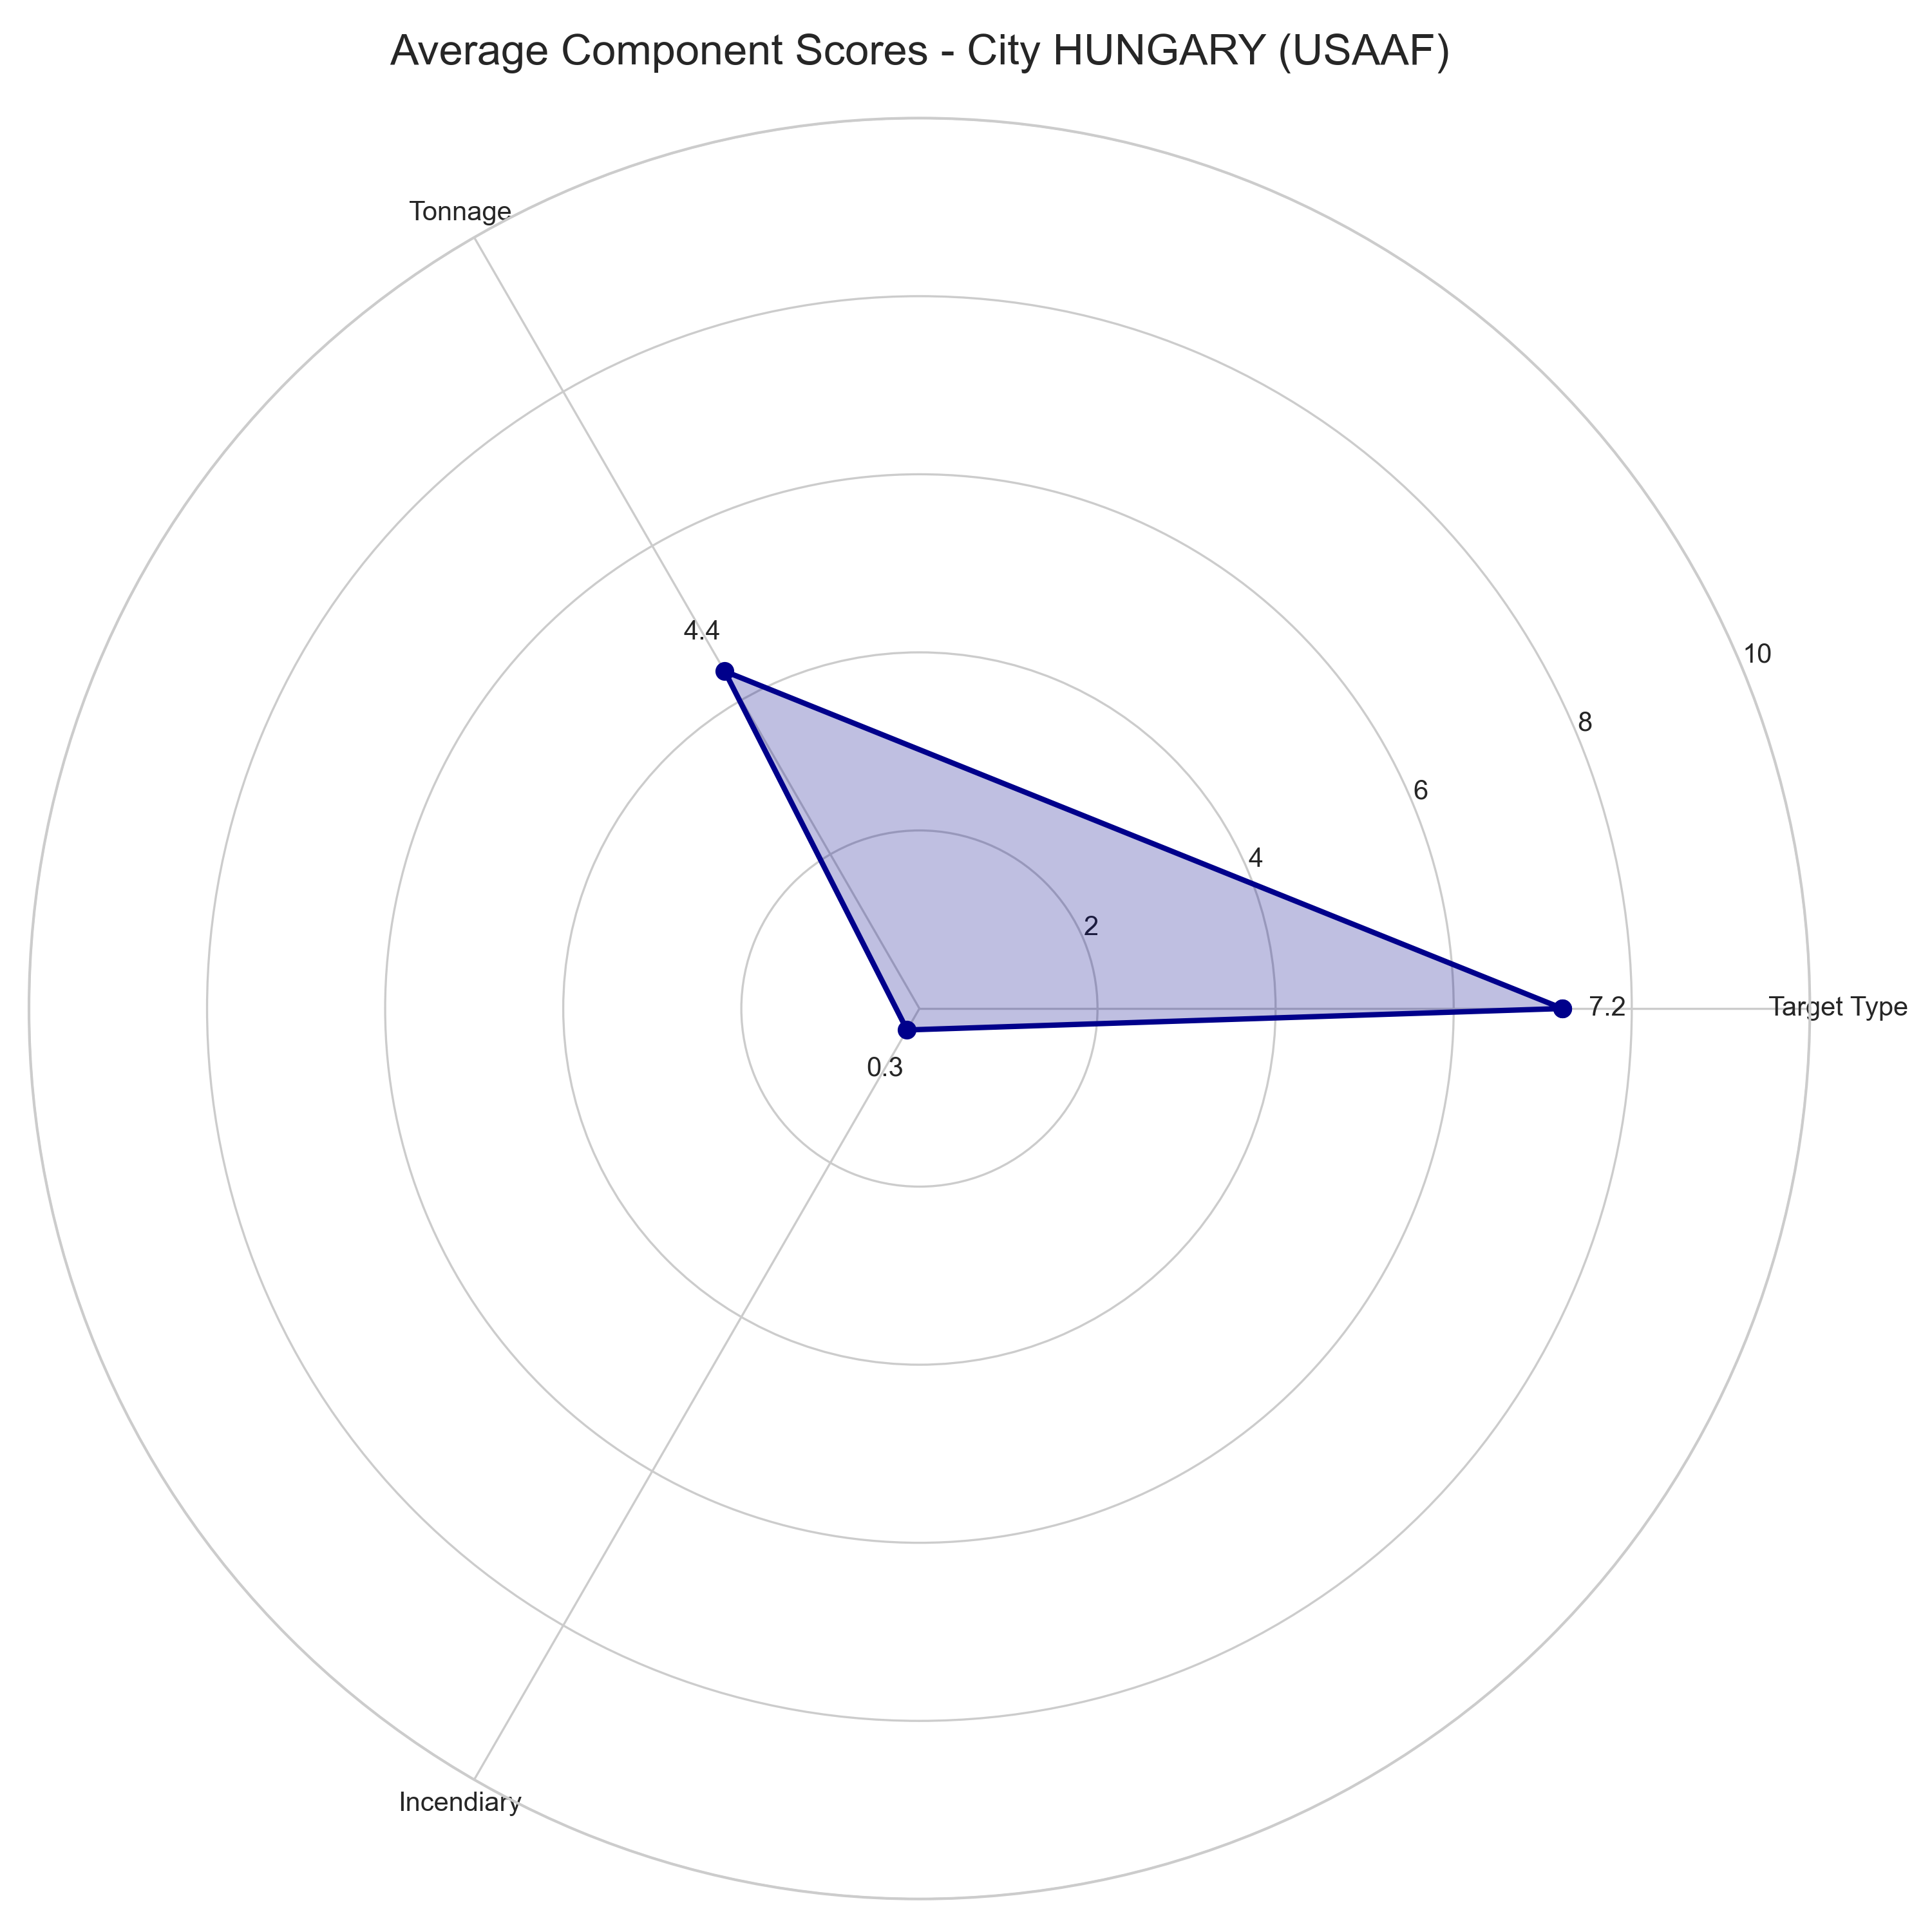 Average Component Scores - City HUNGARY (USAAF)
Tonnage
4.4
10
8
6
4
2
7.2
Target Type
0.3
Incendiary